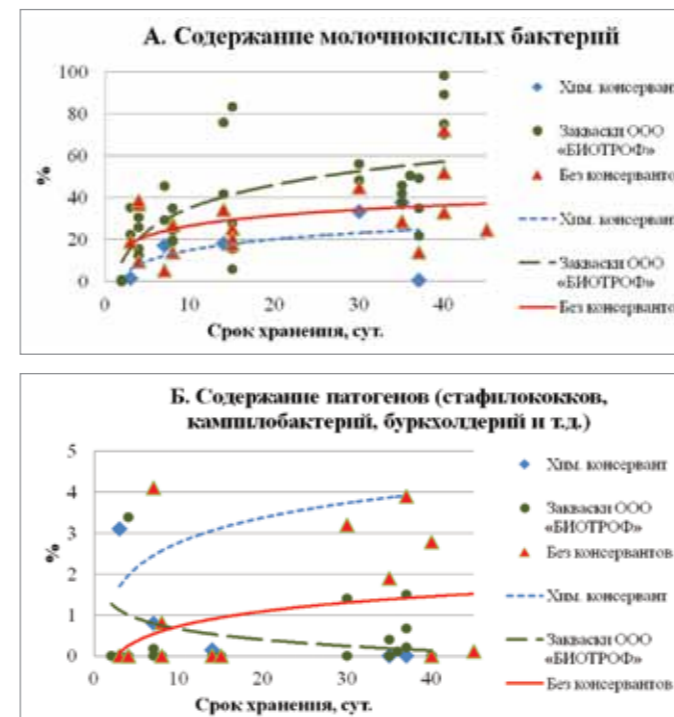 А. Содержание молочнокислых бактерий
100
80
60
40
20
0
%
0 10 20 30 40
Срок хранения, сут.
Хим. консервант
Закваски ООО
«БИОТРОФ»
Без консервантов
Хим. консервант
Закваски ООО
«БИОТРОФ»
Без консервантов
Б. Содержание патогенов (стафилококков,
кампилобактерий, буркхолдерий и т.д.)
5
4
3
2
1
0
%
0 10 20 30 40
Срок хранения, сут.
Хим. консервант
Закваски ООО
«БИОТРОФ»
Без консервантов
Хим. консервант
Закваски ООО
«БИОТРОФ»
Без консервантов